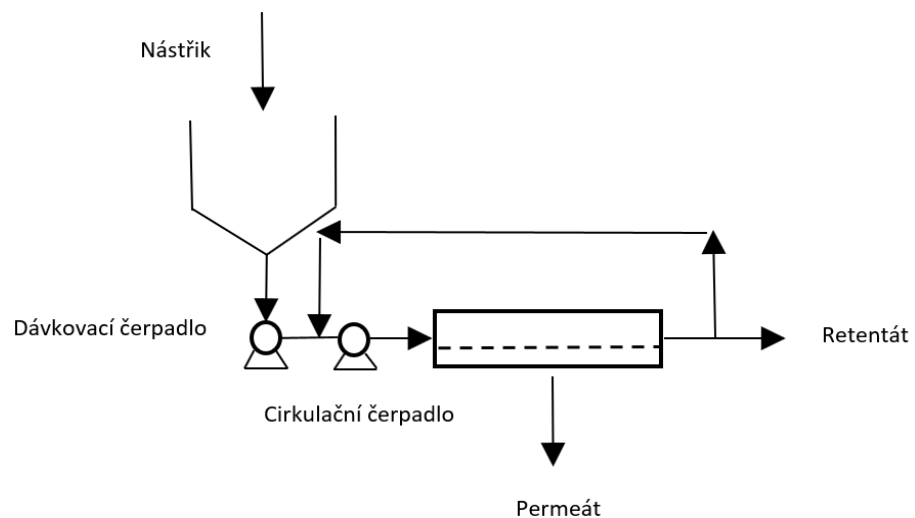 Nástřik
Dávkovací čerpadlo
Retentát
Cirkulační čerpadlo
Permeát